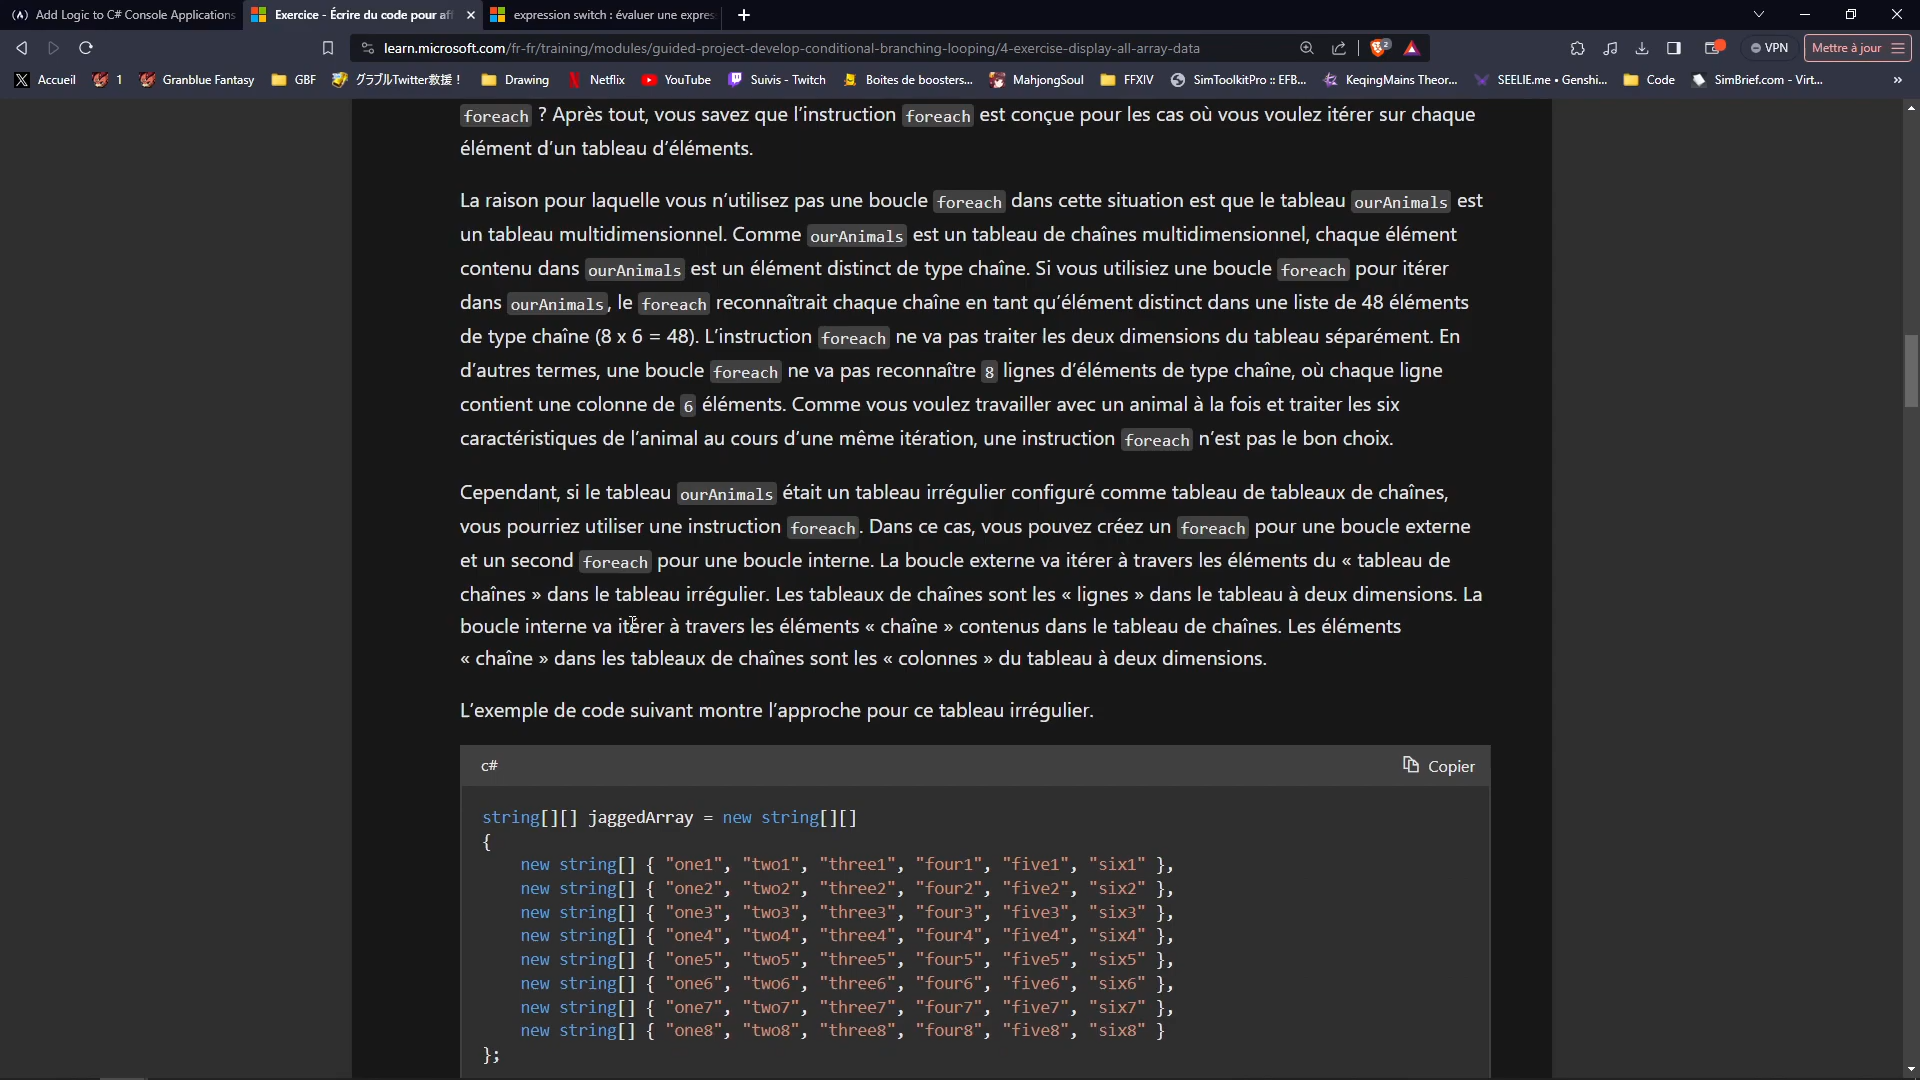 Add Logic to C# Console Applications
Exercice - Écrire du code pour aff
expression switch : évaluer une expres
learn.microsoft.com/fr-fr/training/modules/guided-project-develop-conditional-branching-looping/4-exercise-display-all-array-data
2
VPN
Mettre à jour
Accueil
1
Granblue Fantasy
GBF
グラブルTwitter救援！
Drawing
Netflix
YouTube
Suivis - Twitch
Boites de boosters...
MahjongSoul
FFXIV
SimToolkitPro :: EFB...
KeqingMains Theor...
SEELIE.me • Genshi...
Code
SimBrief.com - Virt...
»
foreach ? Après tout, vous savez que l’instruction foreach est conçue pour les cas où vous voulez itérer sur chaque
élément d’un tableau d’éléments.
La raison pour laquelle vous n’utilisez pas une boucle foreach dans cette situation est que le tableau ourAnimals est
un tableau multidimensionnel. Comme ourAnimals est un tableau de chaînes multidimensionnel, chaque élément
contenu dans ourAnimals est un élément distinct de type chaîne. Si vous utilisiez une boucle foreach pour itérer
dans ourAnimals, le foreach reconnaîtrait chaque chaîne en tant qu’élément distinct dans une liste de 48 éléments
de type chaîne (8 x 6 = 48). L’instruction foreach ne va pas traiter les deux dimensions du tableau séparément. En
d’autres termes, une boucle foreach ne va pas reconnaître 8 lignes d’éléments de type chaîne, où chaque ligne
contient une colonne de 6 éléments. Comme vous voulez travailler avec un animal à la fois et traiter les six
caractéristiques de l’animal au cours d’une même itération, une instruction foreach n’est pas le bon choix.
Cependant, si le tableau ourAnimals était un tableau irrégulier configuré comme tableau de tableaux de chaînes,
vous pourriez utiliser une instruction foreach. Dans ce cas, vous pouvez créez un foreach pour une boucle externe
et un second foreach pour une boucle interne. La boucle externe va itérer à travers les éléments du « tableau de
chaînes » dans le tableau irrégulier. Les tableaux de chaînes sont les « lignes » dans le tableau à deux dimensions. La
boucle interne va itérer à travers les éléments « chaîne » contenus dans le tableau de chaînes. Les éléments
« chaîne » dans les tableaux de chaînes sont les « colonnes » du tableau à deux dimensions.
L’exemple de code suivant montre l’approche pour ce tableau irrégulier.
c#
Copier
string[][] jaggedArray = new string[][]
{
    new string[] { "one1", "two1", "three1", "four1", "five1", "six1" },
    new string[] { "one2", "two2", "three2", "four2", "five2", "six2" },
    new string[] { "one3", "two3", "three3", "four3", "five3", "six3" },
    new string[] { "one4", "two4", "three4", "four4", "five4", "six4" },
    new string[] { "one5", "two5", "three5", "four5", "five5", "six5" },
    new string[] { "one6", "two6", "three6", "four6", "five6", "six6" },
    new string[] { "one7", "two7", "three7", "four7", "five7", "six7" },
    new string[] { "one8", "two8", "three8", "four8", "five8", "six8" }
};